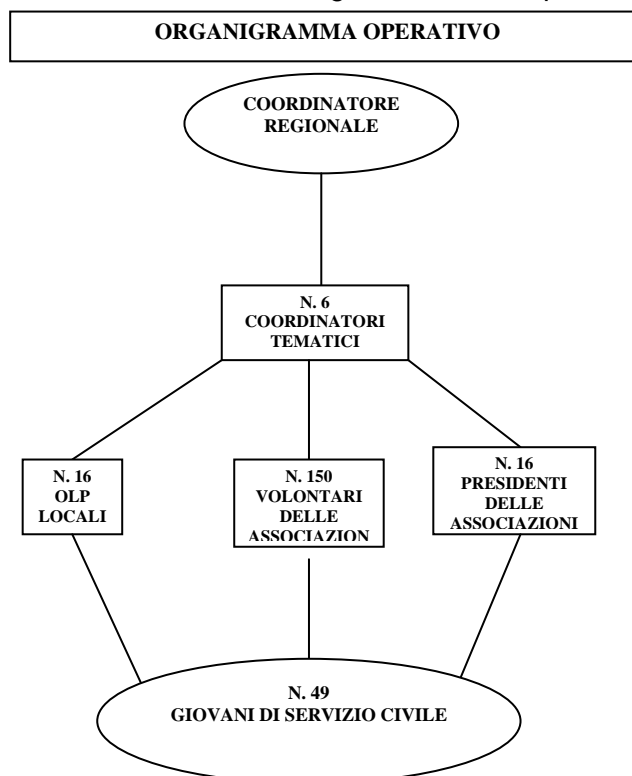 ORGANIGRAMMA OPERATIVO
COORDINATORE
REGIONALE
N. 6
COORDINATORI
TEMATICI
N. 16
OLP
LOCALI
N. 150
VOLONTARI
DELLE
ASSOCIAZION
N. 16
PRESIDENTI
DELLE
ASSOCIAZIONI
N. 49
GIOVANI DI SERVIZIO CIVILE